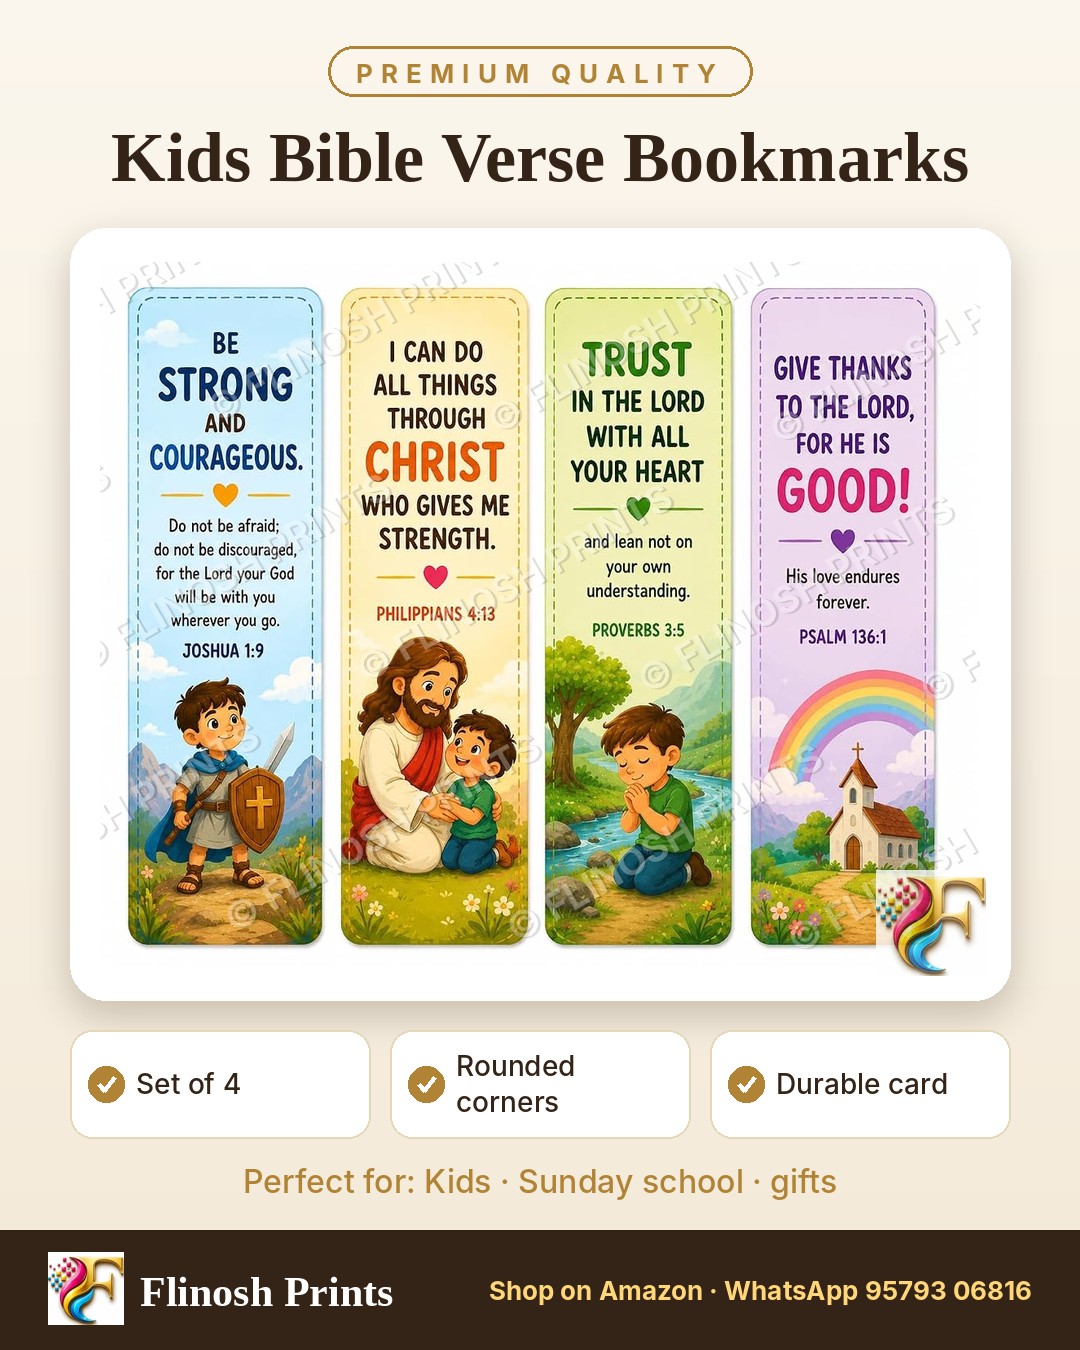 PREMIUM QUALITY
Kids Bible Verse Bookmarks
BE
STRONG
AND
COURAGEOUS.
Do not be afraid;
do not be discouraged,
for the Lord your God
will be with you
wherever you go.
JOSHUA 1:9
I CAN DO
ALL THINGS
THROUGH
CHRIST
WHO GIVES ME
STRENGTH.
PHILIPPIANS 4:13
TRUST
IN THE LORD
WITH ALL
YOUR HEART
and lean not on
your own
understanding.
PROVERBS 3:5
GIVE THANKS
TO THE LORD,
FOR HE IS
GOOD!
His love endures
forever.
PSALM 136:1
© FLINOSH PRINTS
Set of 4
Rounded
corners
Durable card
Perfect for: Kids · Sunday school · gifts
Flinosh Prints
Shop on Amazon · WhatsApp 95793 06816